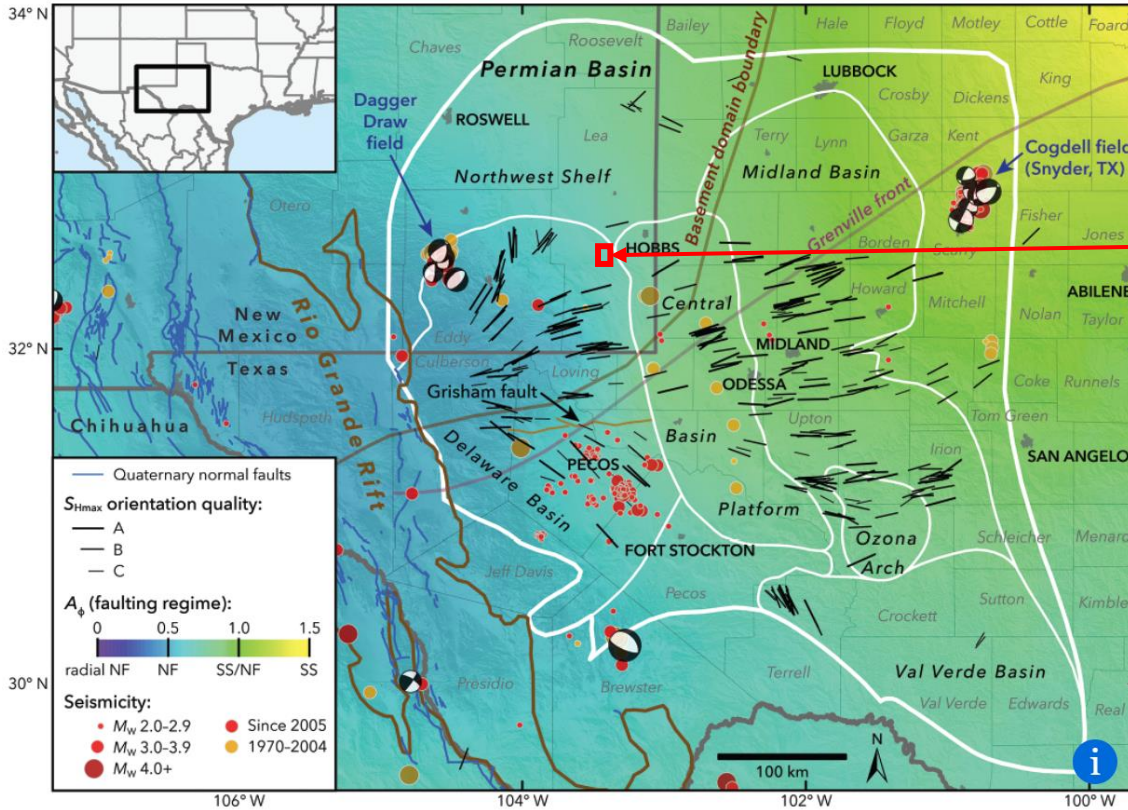 34° N
32° N
30° N
106° W
104° W
102° W
100° W
Chaves
Roosevelt
Bailey
Hale
Floyd
Motley
Cottle
Foard
Permian Basin
LUBBOCK
King
Dagger
Draw
field
ROSWELL
Crosby
Dickens
Lea
Basement domain boundary
Terry
Lynn
Garza
Kent
Northwest Shelf
Midland Basin
Cogdell field
(Snyder, TX)
Otero
Grenville front
Fisher
HOBBS
Borden
Scurry
Jones
Central
Howard
Mitchell
ABILENE
New
Mexico
Texas
Rio Grande Rift
Eddy
Culberson
Loving
MIDLAND
Nolan
Taylor
Grisham fault
ODESSA
Coke
Runnels
Chihuahua
Hudspeth
Delaware Basin
Basin
Upton
Tom Green
Irion
PECOS
SAN ANGELO
Platform
FORT STOCKTON
Ozona
Arch
Schleicher
Menard
Jeff Davis
Pecos
Crockett
Sutton
Kimble
Presidio
Brewster
Terrell
Val Verde Basin
Val Verde
Edwards
Real
Quaternary normal faults
SHmax orientation quality:
A
B
C
Aϕ (faulting regime):
0 0.5 1.0 1.5
radial NF NF SS/NF SS
Seismicity:
Mw 2.0–2.9
Mw 3.0–3.9
Mw 4.0+
Since 2005
1970–2004
100 km
N
i